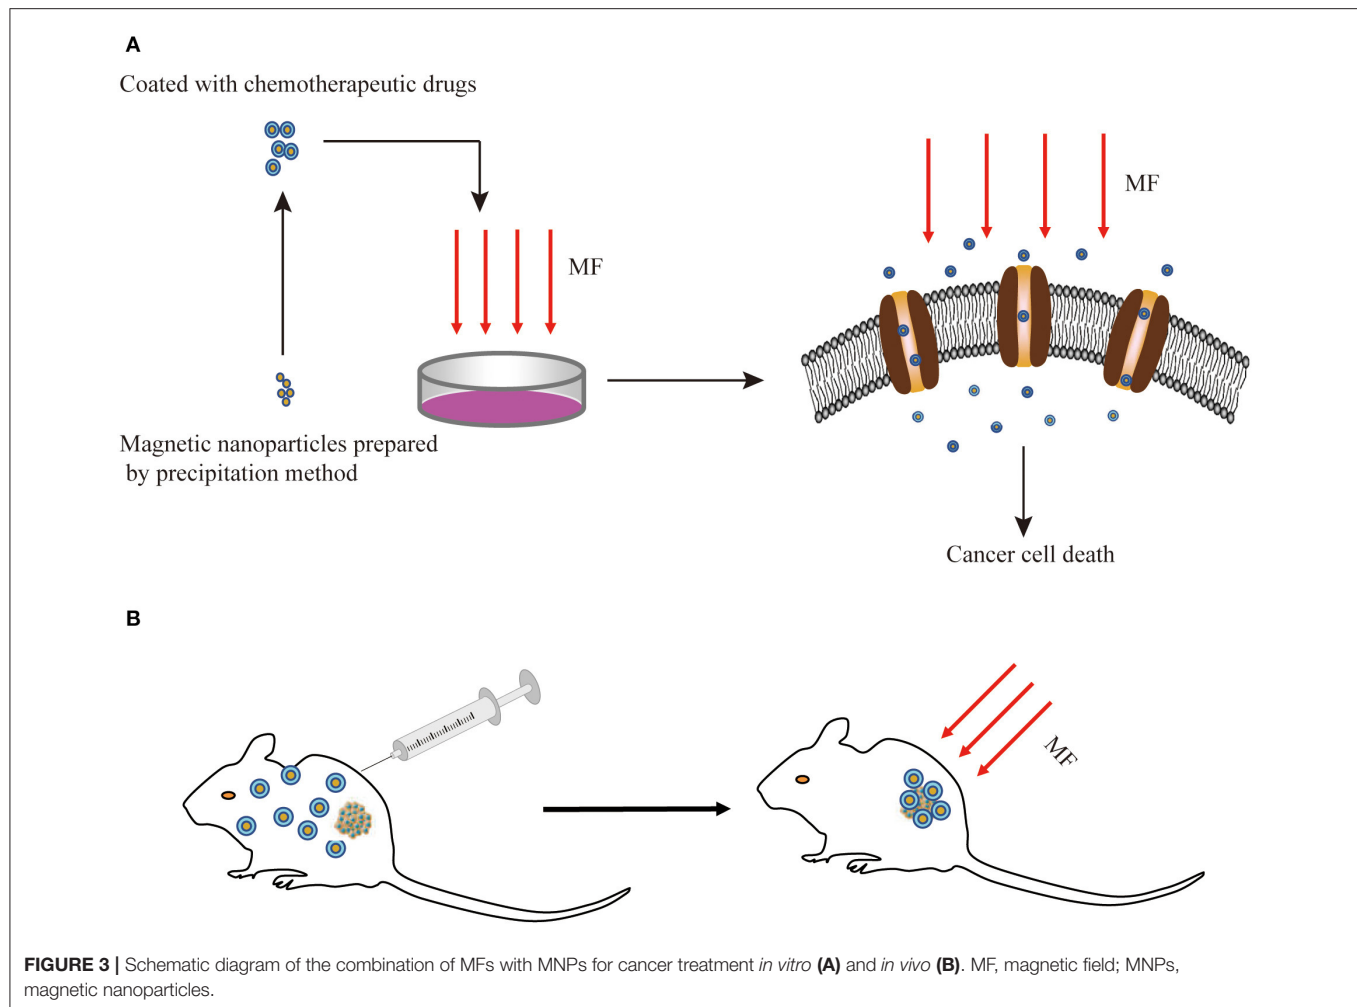 A
Coated with chemotherapeutic drugs
MF
MF
Magnetic nanoparticles prepared
by precipitation method
Cancer cell death
B
MF
FIGURE 3 | Schematic diagram of the combination of MFs with MNPs for cancer treatment in vitro (A) and in vivo (B). MF, magnetic field; MNPs,
magnetic nanoparticles.